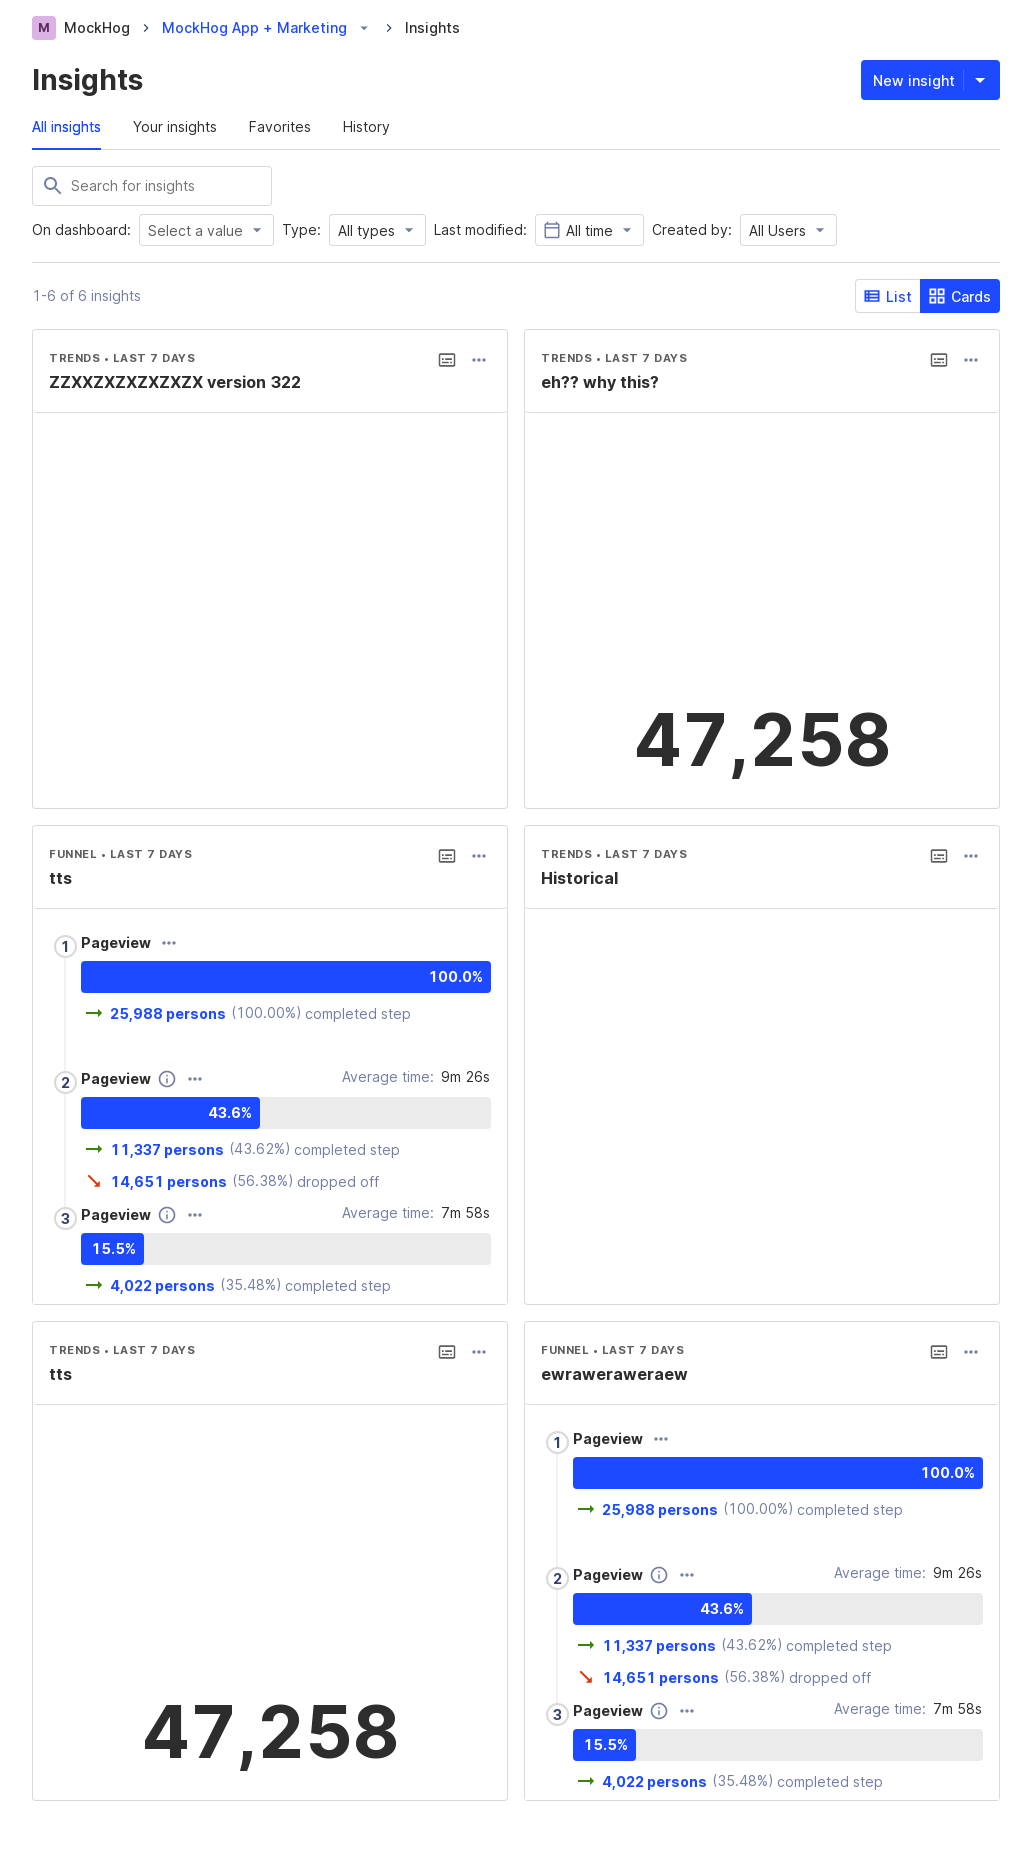 M MockHog MockHog App + Marketing Insights
Insights
New insight
All insights Your insights Favorites History
Search for insights
On dashboard: Select a value Type: All types Last modified: All time Created by: All Users
1-6 of 6 insights
List Cards
TRENDS • LAST 7 DAYS
ZZXXZXZXZXZXZX version 322
TRENDS • LAST 7 DAYS
eh?? why this?
47,258
FUNNEL • LAST 7 DAYS
tts
1 Pageview
100.0%
25,988 persons (100.00%) completed step
2 Pageview Average time: 9m 26s
43.6%
11,337 persons (43.62%) completed step
14,651 persons (56.38%) dropped off
3 Pageview Average time: 7m 58s
15.5%
4,022 persons (35.48%) completed step
TRENDS • LAST 7 DAYS
Historical
TRENDS • LAST 7 DAYS
tts
47,258
FUNNEL • LAST 7 DAYS
ewraweraweraew
1 Pageview
100.0%
25,988 persons (100.00%) completed step
2 Pageview Average time: 9m 26s
43.6%
11,337 persons (43.62%) completed step
14,651 persons (56.38%) dropped off
3 Pageview Average time: 7m 58s
15.5%
4,022 persons (35.48%) completed step